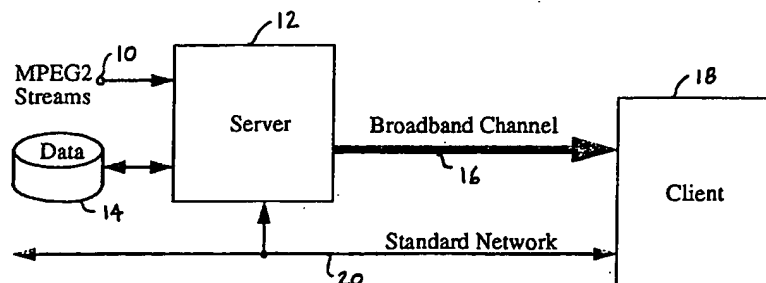 12
10
MPEG2
Streams
18
Server
Broadband Channel
Data
16
Client
14
Standard Network
20